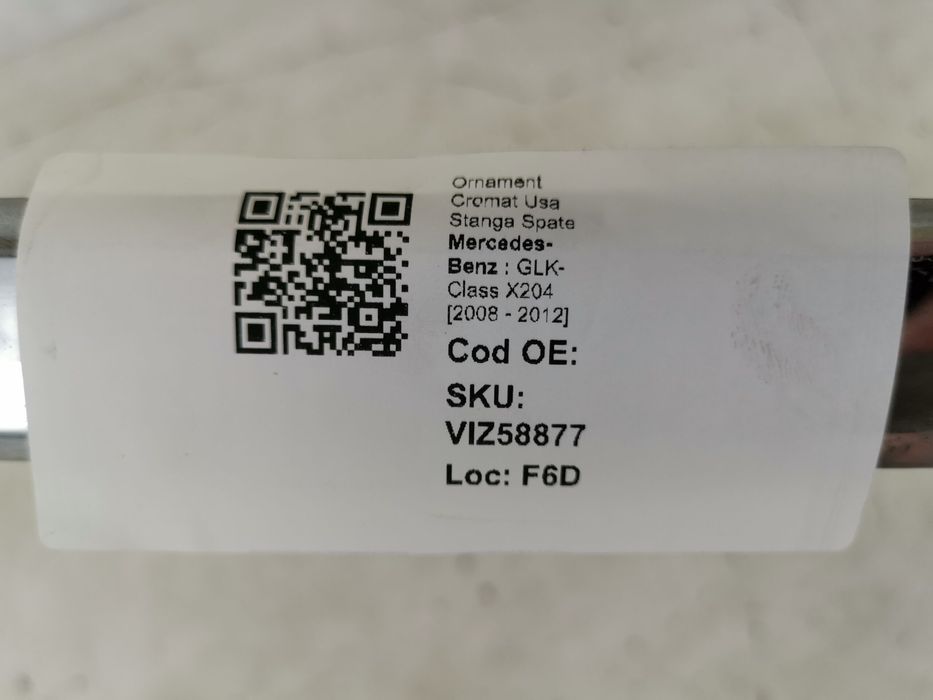 Ornament
Cromat Usa
Stanga Spate
Mercedes-
Benz : GLK-
Class X204
[2008 - 2012]
Cod OE:
SKU:
VIZ58877
Loc: F6D